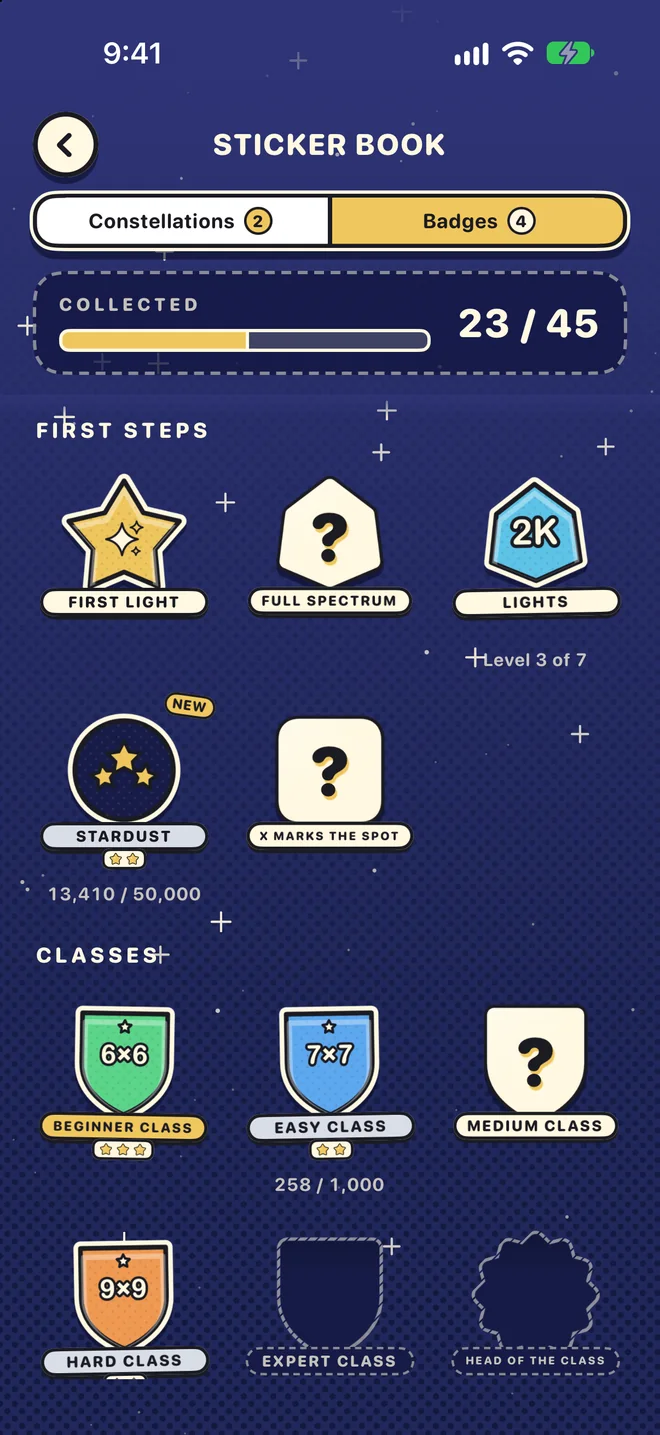 9:41
STICKER BOOK
Constellations 2
Badges 4
COLLECTED
23 / 45
FIRST STEPS
?
2K
FIRST LIGHT
FULL SPECTRUM
LIGHTS
Level 3 of 7
NEW
?
STARDUST
X MARKS THE SPOT
13,410 / 50,000
CLASSES
6×6
7×7
?
BEGINNER CLASS
EASY CLASS
MEDIUM CLASS
258 / 1,000
9×9
HARD CLASS
EXPERT CLASS
HEAD OF THE CLASS